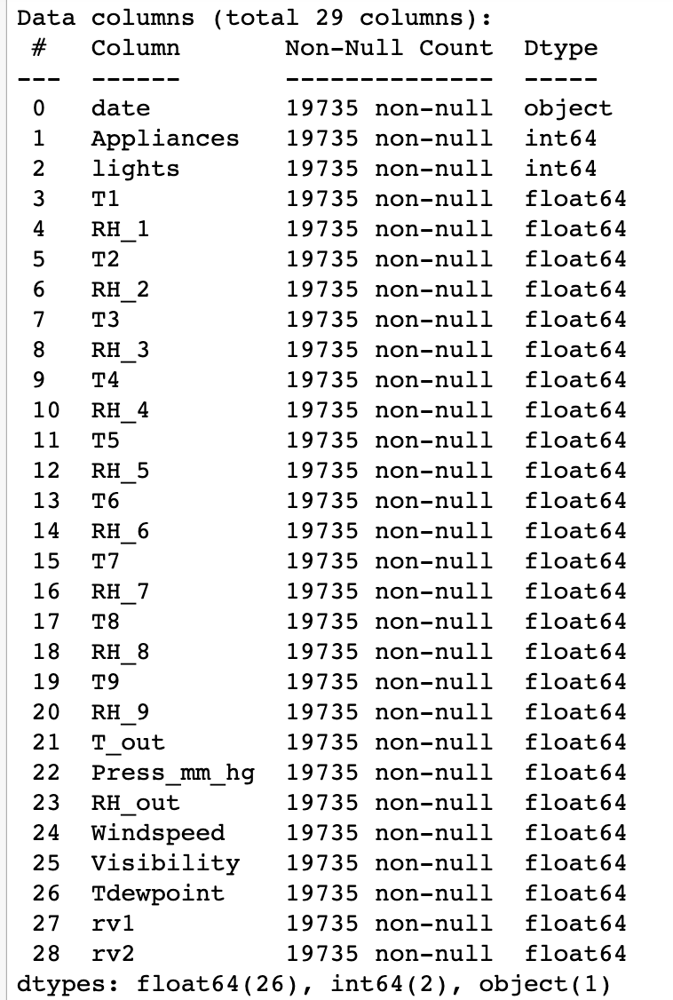 Data columns (total 29 columns):
 #   Column       Non-Null Count  Dtype
---  ------       --------------  -----
 0   date         19735 non-null  object
 1   Appliances   19735 non-null  int64
 2   lights       19735 non-null  int64
 3   T1           19735 non-null  float64
 4   RH_1         19735 non-null  float64
 5   T2           19735 non-null  float64
 6   RH_2         19735 non-null  float64
 7   T3           19735 non-null  float64
 8   RH_3         19735 non-null  float64
 9   T4           19735 non-null  float64
 10  RH_4         19735 non-null  float64
 11  T5           19735 non-null  float64
 12  RH_5         19735 non-null  float64
 13  T6           19735 non-null  float64
 14  RH_6         19735 non-null  float64
 15  T7           19735 non-null  float64
 16  RH_7         19735 non-null  float64
 17  T8           19735 non-null  float64
 18  RH_8         19735 non-null  float64
 19  T9           19735 non-null  float64
 20  RH_9         19735 non-null  float64
 21  T_out        19735 non-null  float64
 22  Press_mm_hg  19735 non-null  float64
 23  RH_out       19735 non-null  float64
 24  Windspeed    19735 non-null  float64
 25  Visibility   19735 non-null  float64
 26  Tdewpoint    19735 non-null  float64
 27  rv1          19735 non-null  float64
 28  rv2          19735 non-null  float64
dtypes: float64(26), int64(2), object(1)